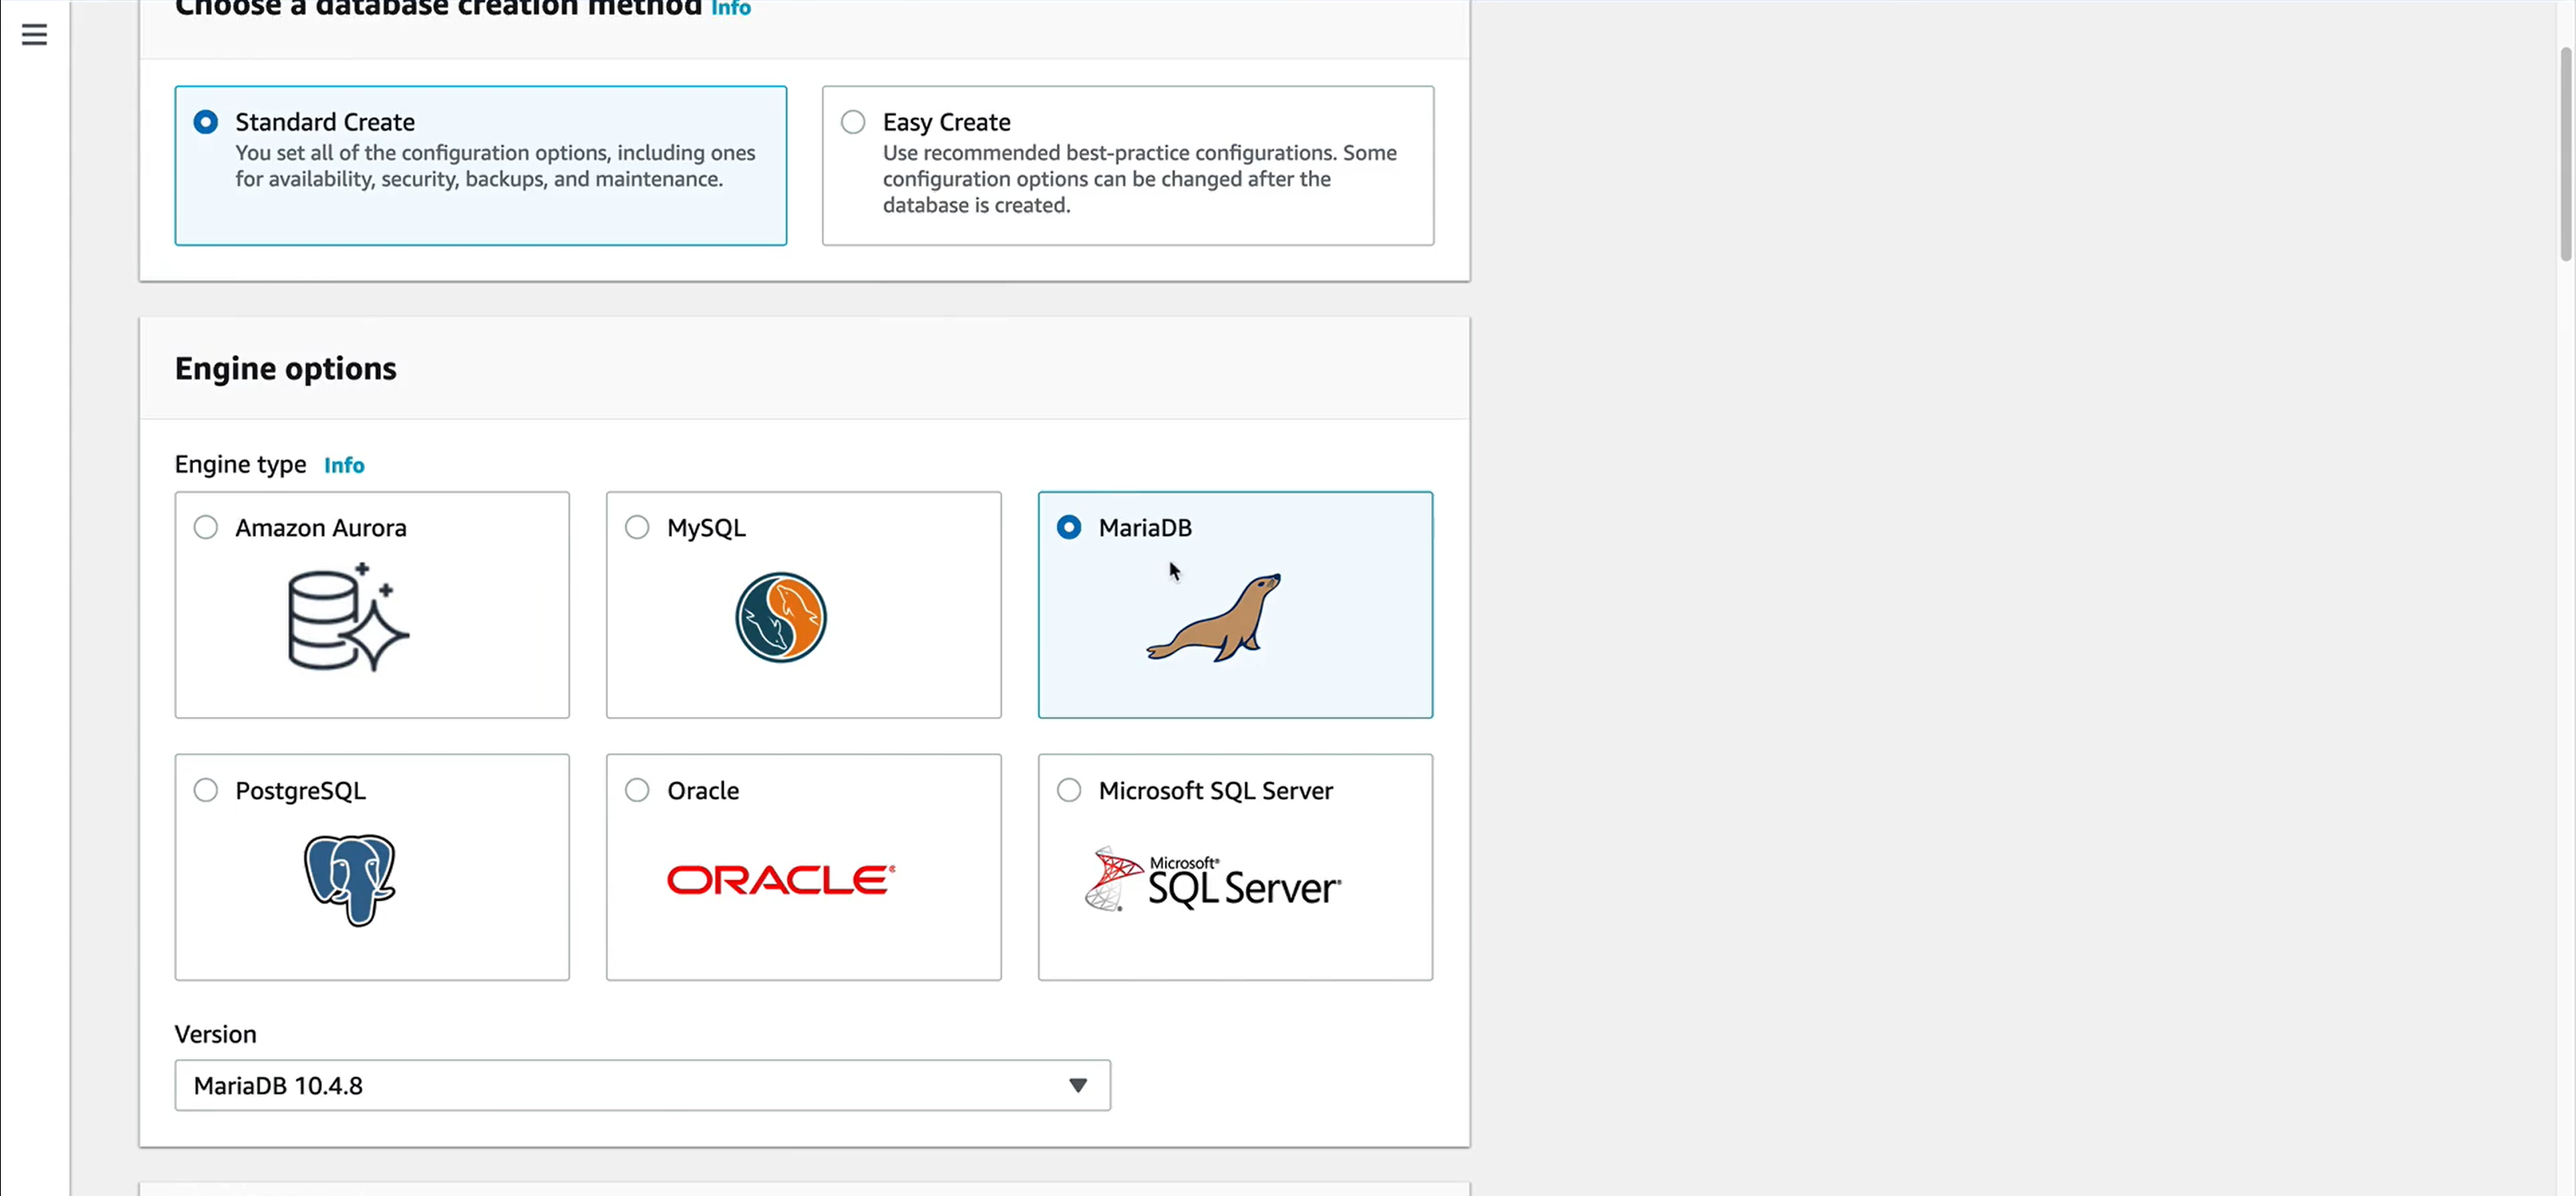 Choose a database creation method Info
Standard Create
You set all of the configuration options, including ones
for availability, security, backups, and maintenance.
Easy Create
Use recommended best-practice configurations. Some
configuration options can be changed after the
database is created.
Engine options
Engine type Info
Amazon Aurora
MySQL
MariaDB
PostgreSQL
Oracle
ORACLE®
Microsoft SQL Server
Microsoft®
SQL Server®
Version
MariaDB 10.4.8